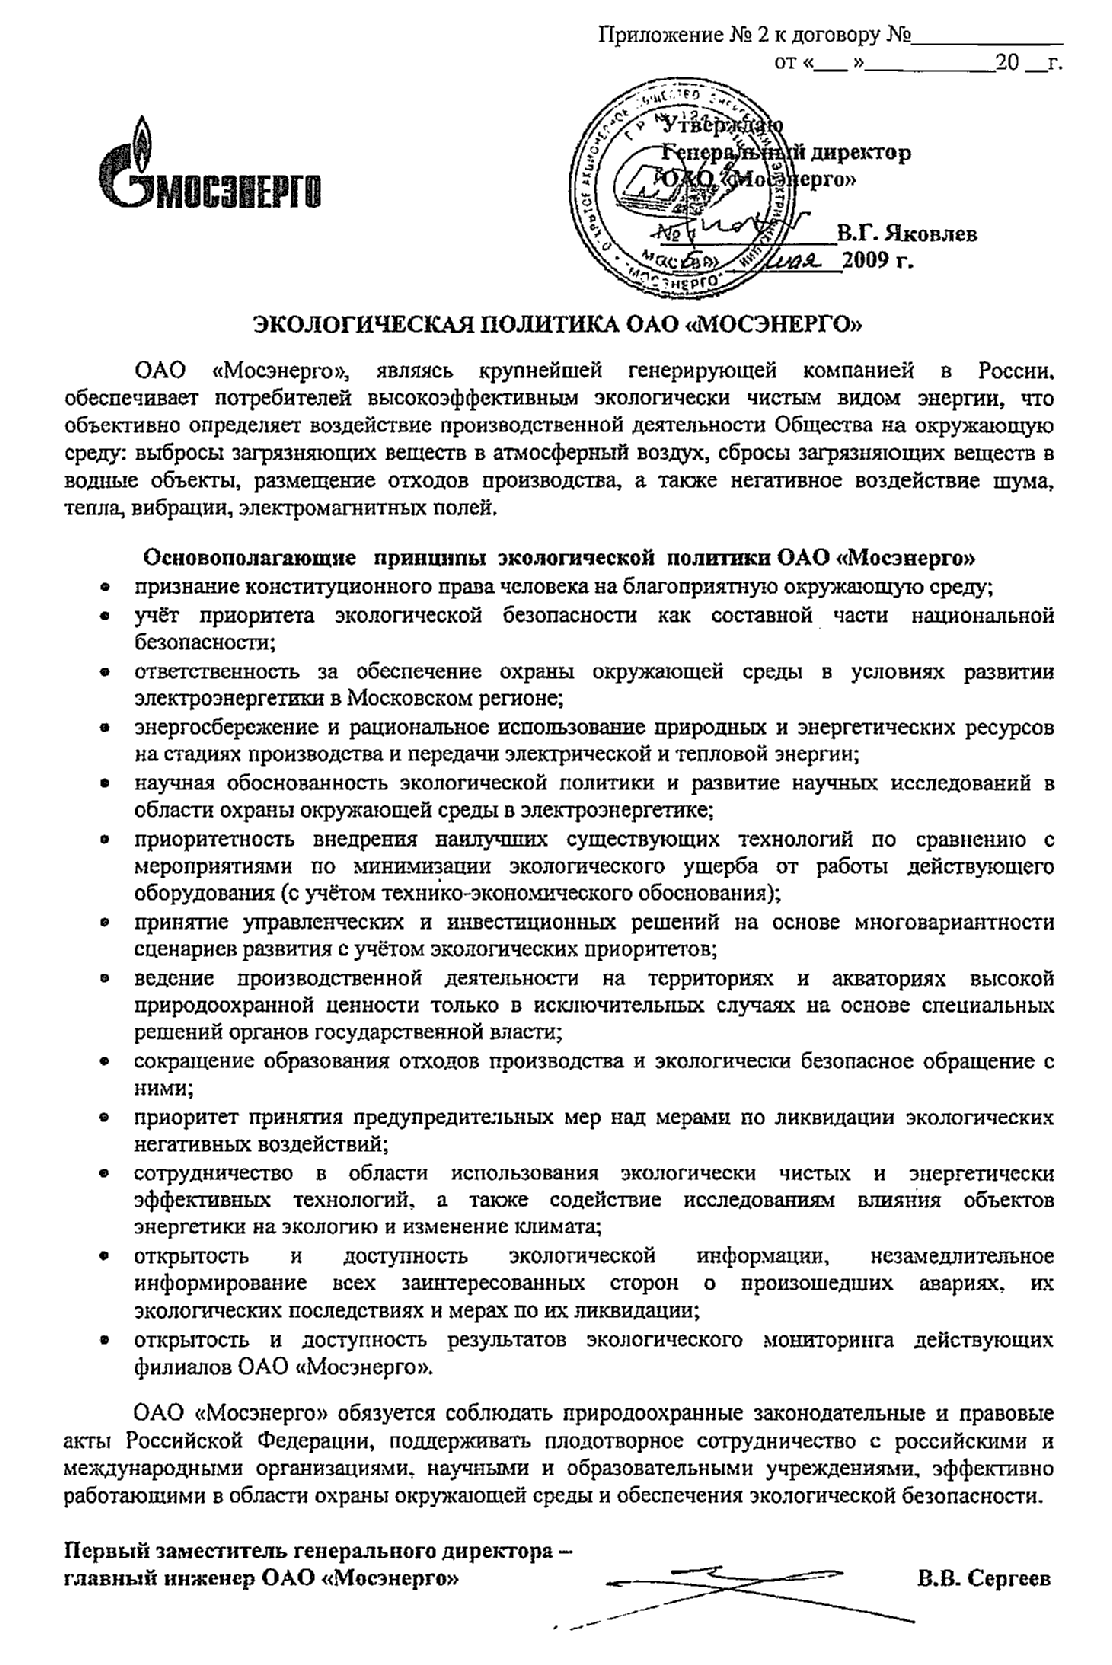 Приложение № 2 к договору №______________
от «___ »____________20 __г.
МОСЭНЕРГО
Утверждаю
Генеральный директор
ОАО «Мосэнерго»
В.Г. Яковлев
мая 2009 г.
МОСКВА
"МОСЭНЕРГО"
ЭКОЛОГИЧЕСКАЯ ПОЛИТИКА ОАО «МОСЭНЕРГО»
ОАО «Мосэнерго», являясь крупнейшей генерирующей компанией в России,
обеспечивает потребителей высокоэффективным экологически чистым видом энергии, что
объективно определяет воздействие производственной деятельности Общества на окружающую
среду: выбросы загрязняющих веществ в атмосферный воздух, сбросы загрязняющих веществ в
водные объекты, размещение отходов производства, а также негативное воздействие шума,
тепла, вибрации, электромагнитных полей.
Основополагающие принципы экологической политики ОАО «Мосэнерго»
• признание конституционного права человека на благоприятную окружающую среду;
• учёт приоритета экологической безопасности как составной части национальной
безопасности;
• ответственность за обеспечение охраны окружающей среды в условиях развитии
электроэнергетики в Московском регионе;
• энергосбережение и рациональное использование природных и энергетических ресурсов
на стадиях производства и передачи электрической и тепловой энергии;
• научная обоснованность экологической политики и развитие научных исследований в
области охраны окружающей среды в электроэнергетике;
• приоритетность внедрения наилучших существующих технологий по сравнению с
мероприятиями по минимизации экологического ущерба от работы действующего
оборудования (с учётом технико-экономического обоснования);
• принятие управленческих и инвестиционных решений на основе многовариантности
сценариев развития с учётом экологических приоритетов;
• ведение производственной деятельности на территориях и акваториях высокой
природоохранной ценности только в исключительных случаях на основе специальных
решений органов государственной власти;
• сокращение образования отходов производства и экологически безопасное обращение с
ними;
• приоритет принятия предупредительных мер над мерами по ликвидации экологических
негативных воздействий;
• сотрудничество в области использования экологически чистых и энергетически
эффективных технологий, а также содействие исследованиям влияния объектов
энергетики на экологию и изменение климата;
• открытость и доступность экологической информации, незамедлительное
информирование всех заинтересованных сторон о произошедших авариях, их
экологических последствиях и мерах по их ликвидации;
• открытость и доступность результатов экологического мониторинга действующих
филиалов ОАО «Мосэнерго».
ОАО «Мосэнерго» обязуется соблюдать природоохранные законодательные и правовые
акты Российской Федерации, поддерживать плодотворное сотрудничество с российскими и
международными организациями, научными и образовательными учреждениями, эффективно
работающими в области охраны окружающей среды и обеспечения экологической безопасности.
Первый заместитель генерального директора –
главный инженер ОАО «Мосэнерго» В.В. Сергеев